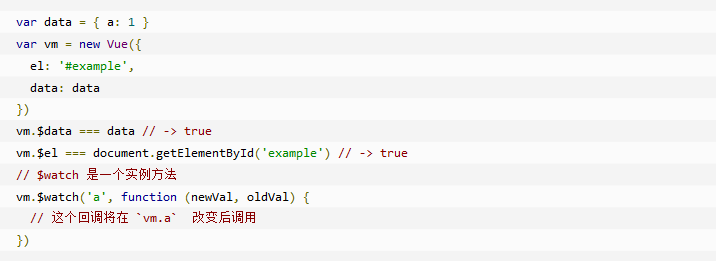 var data = { a: 1 }
var vm = new Vue({
  el: '#example',
  data: data
})
vm.$data === data // -> true
vm.$el === document.getElementById('example') // -> true
// $watch 是一个实例方法
vm.$watch('a', function (newVal, oldVal) {
  // 这个回调将在 `vm.a`  改变后调用
})